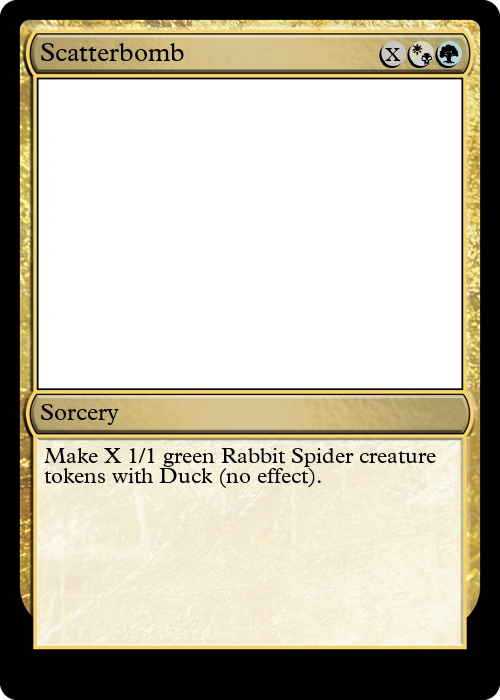 Scatterbomb X
Sorcery
Make X 1/1 green Rabbit Spider creature
tokens with Duck (no effect).